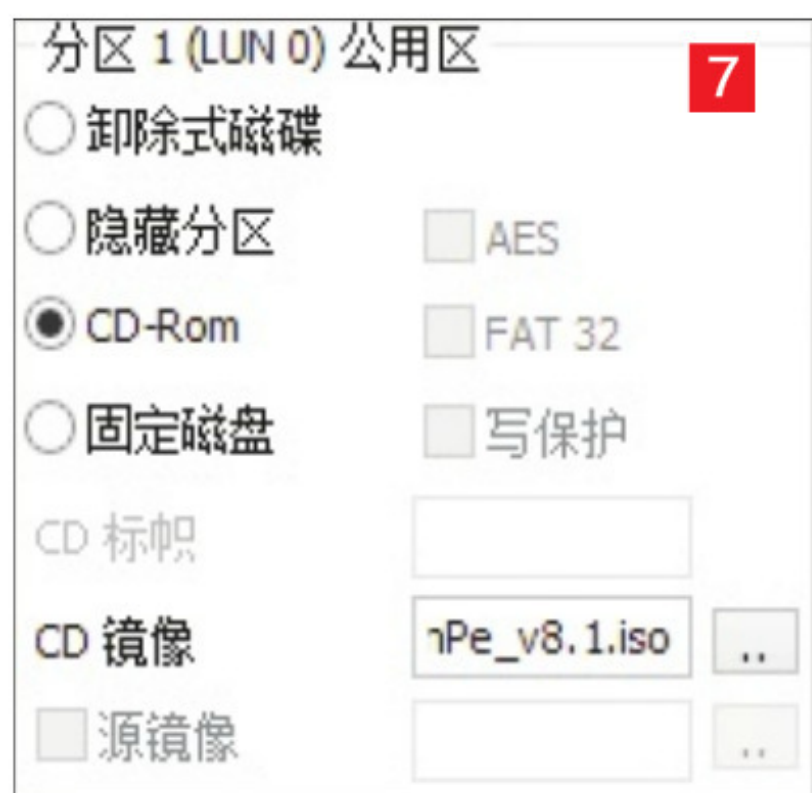 分区 1 (LUN 0) 公用区
7
卸除式磁碟
隐藏分区 AES
CD-Rom FAT 32
固定磁盘 写保护
CD 标帜
CD 镜像 nPe_v8.1.iso ..
源镜像 ..